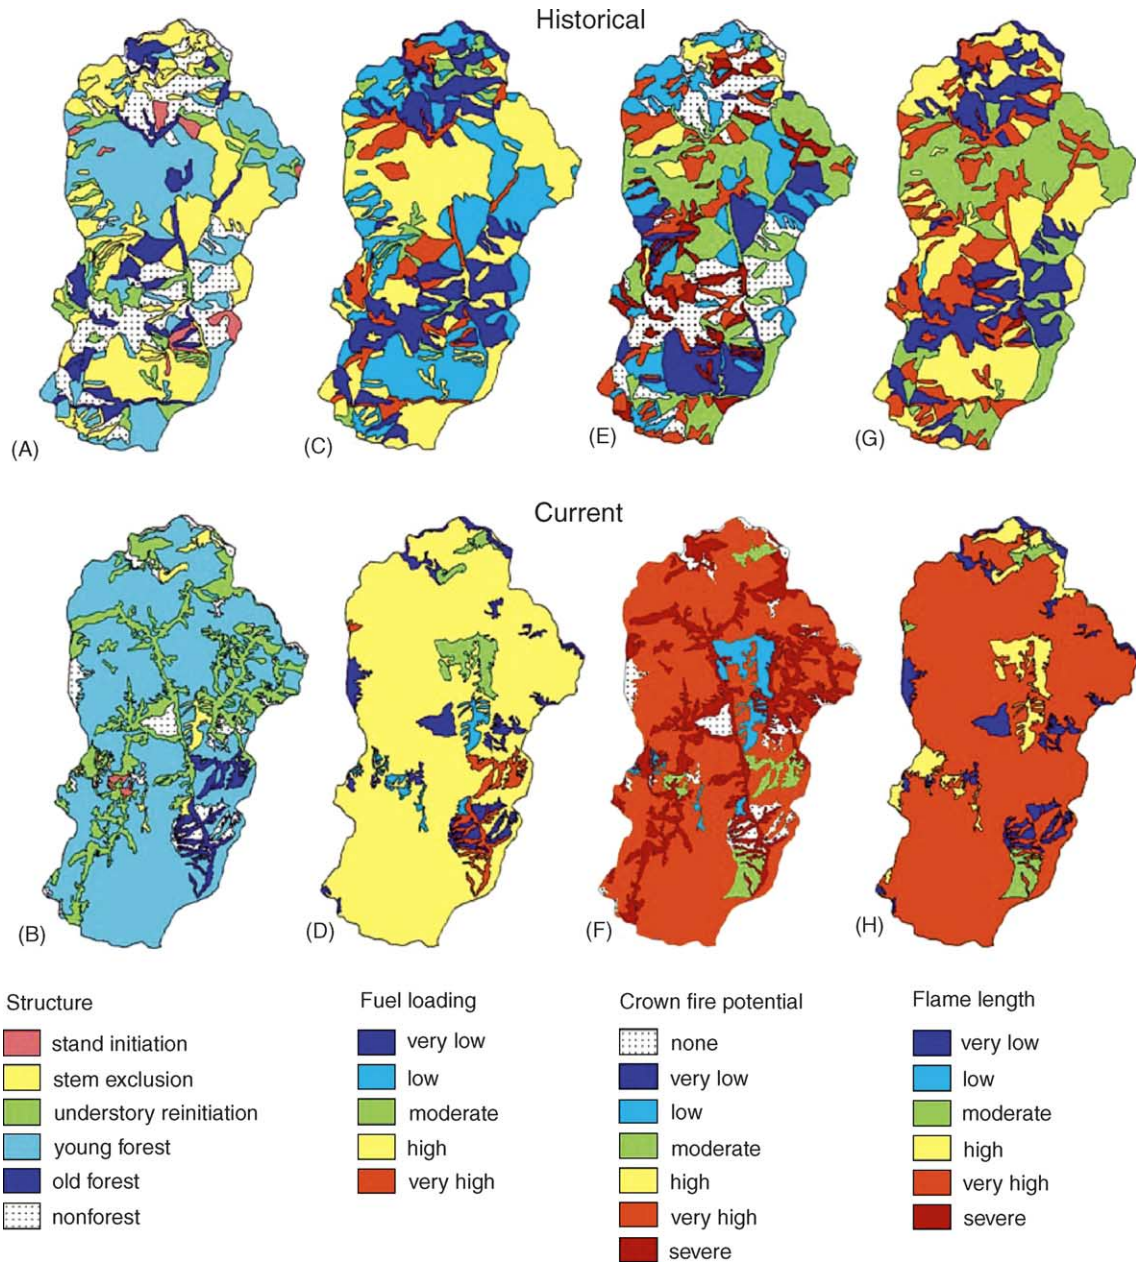 Historical
(A)
(C)
(E)
(G)
Current
(B)
(D)
(F)
(H)
Structure
stand initiation
stem exclusion
understory reinitiation
young forest
old forest
nonforest
Fuel loading
very low
low
moderate
high
very high
Crown fire potential
none
very low
low
moderate
high
very high
severe
Flame length
very low
low
moderate
high
very high
severe